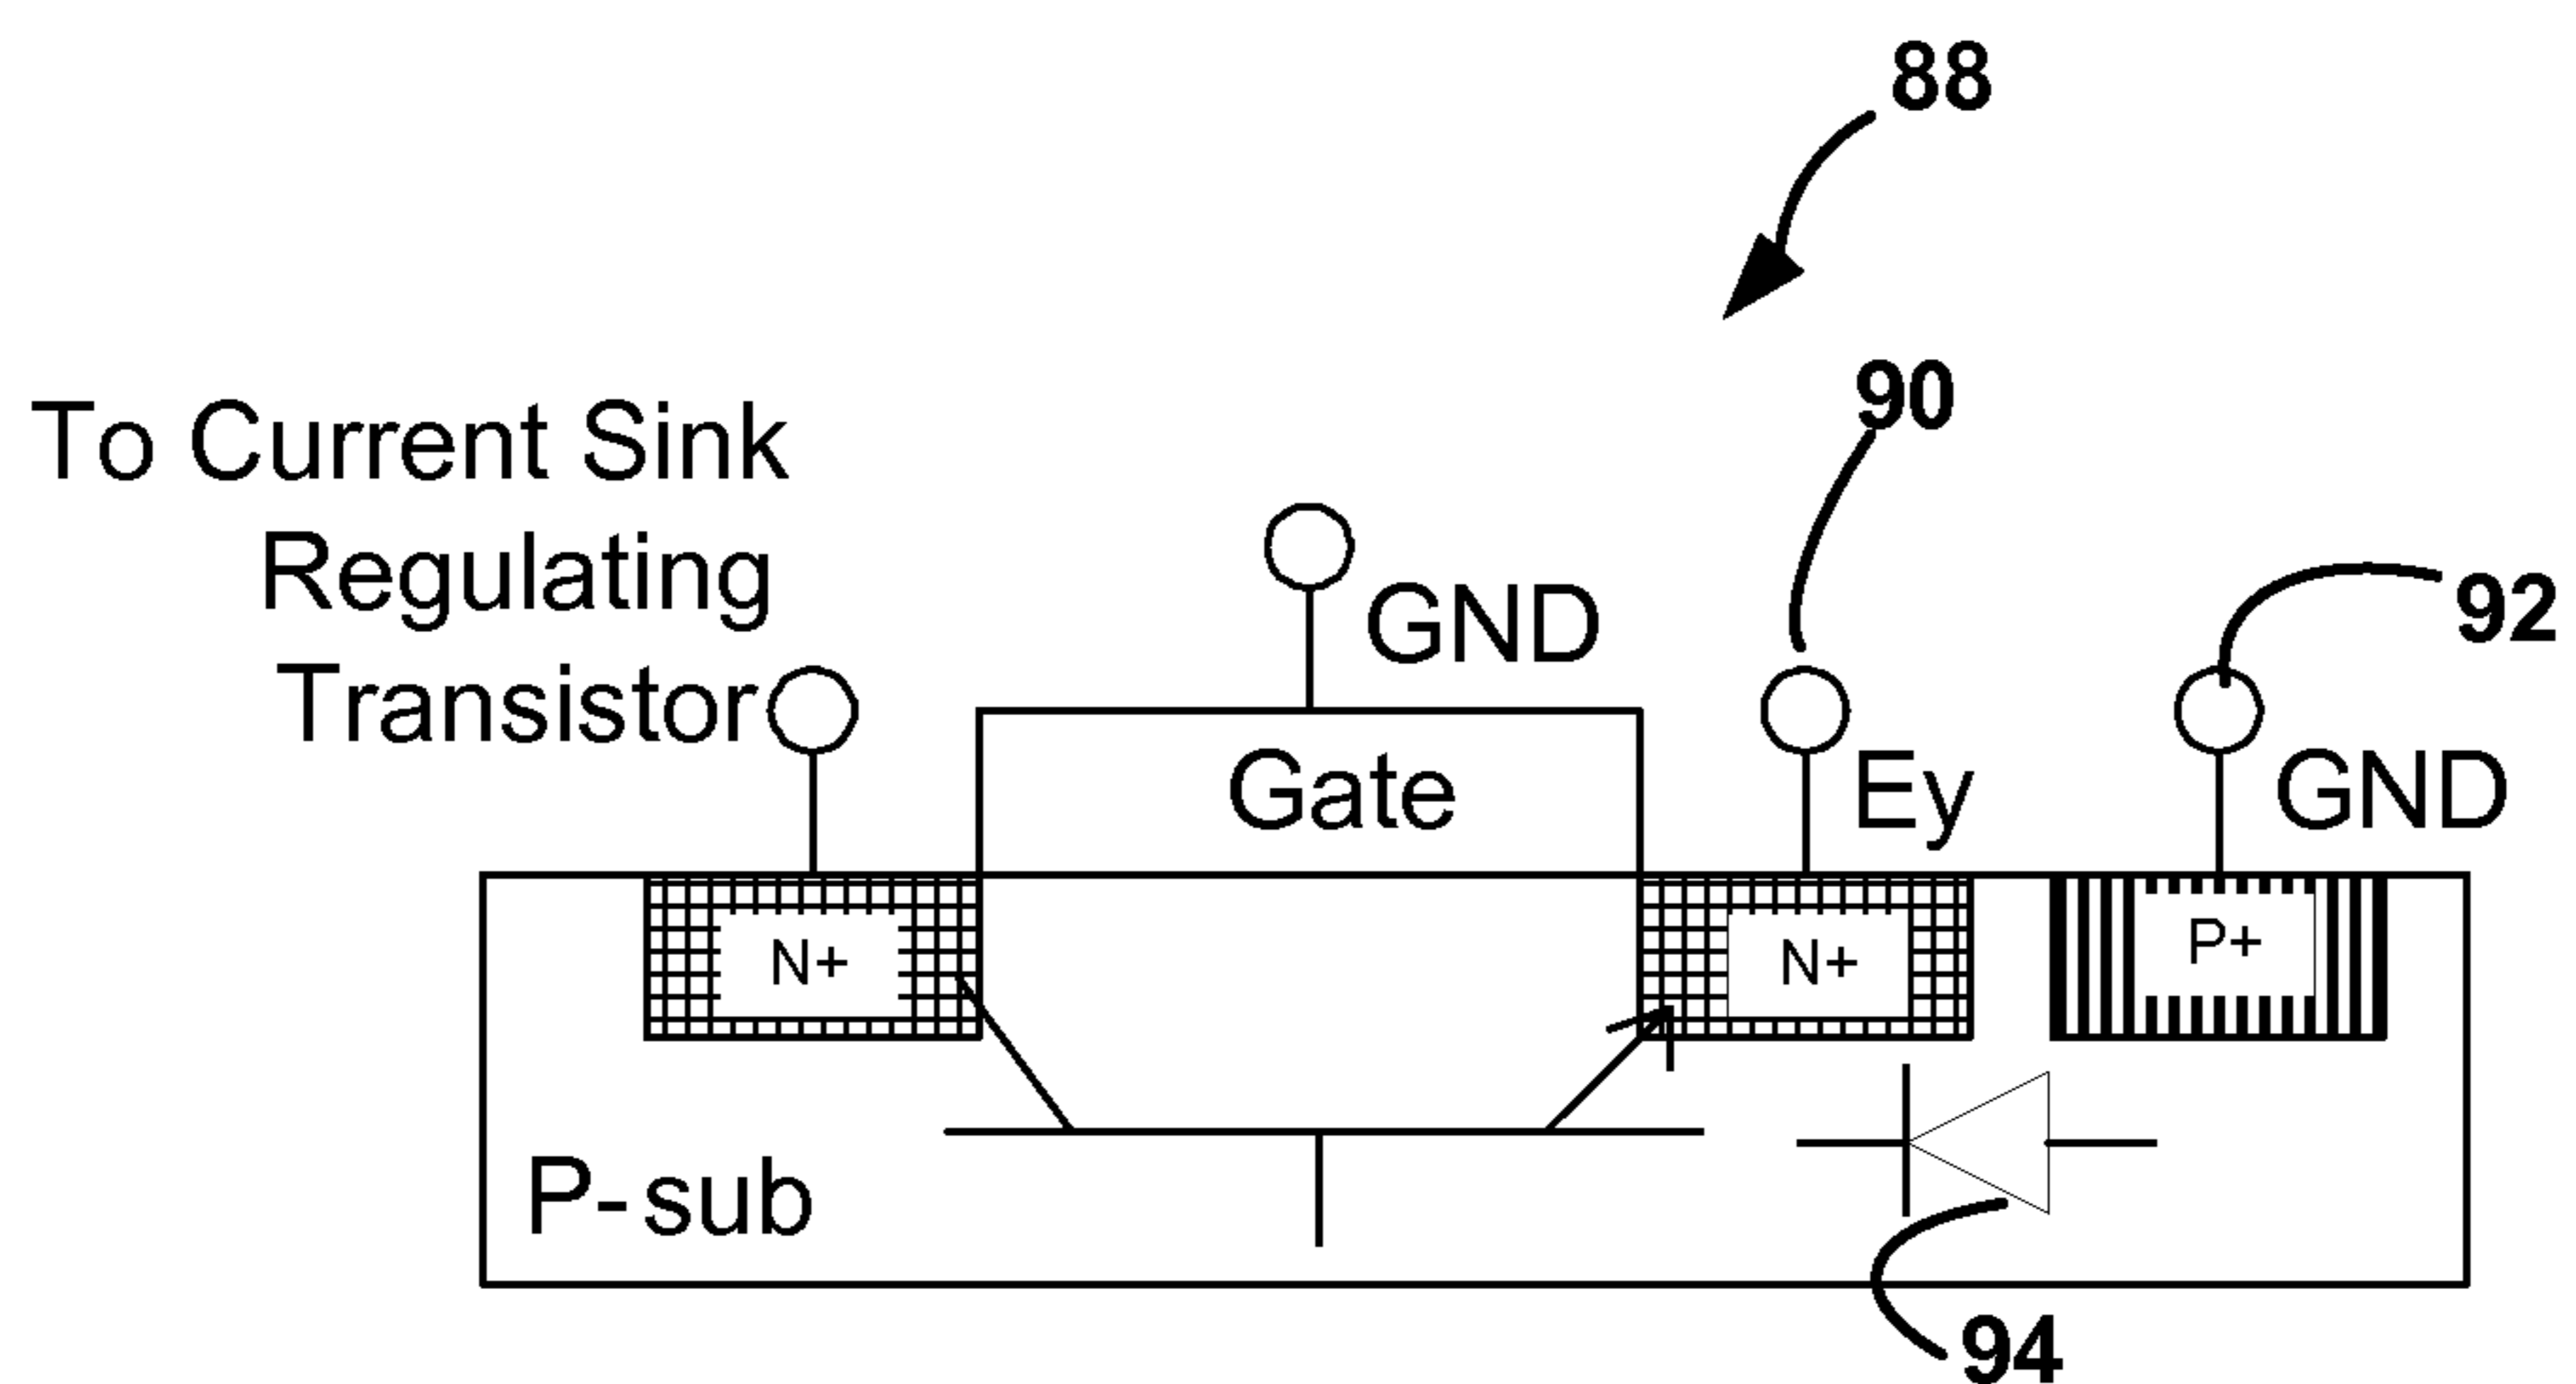 88
90
To Current Sink
Regulating
Transistor
GND
92
Gate
Ey
GND
N+
N+
P+
P-sub
94